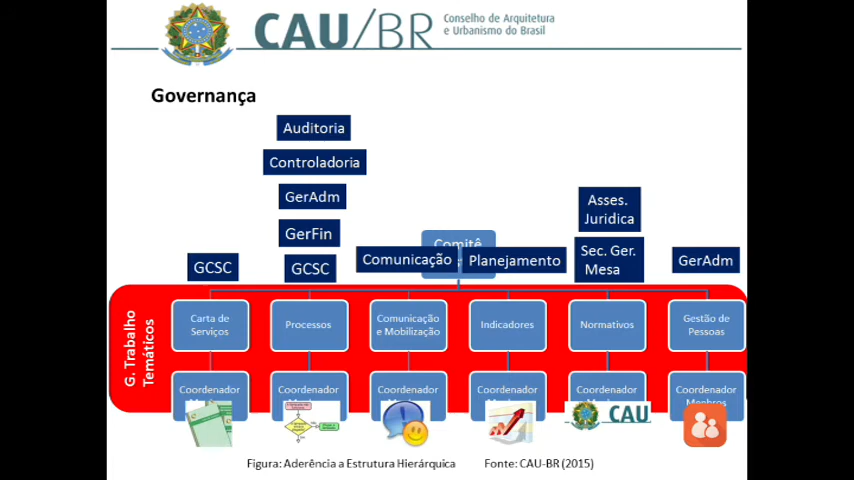 CAU/BR
Conselho de Arquitetura
e Urbanismo do Brasil
Governança
Auditoria
Controladoria
GerAdm
GerFin
GCSC
GCSC
Comitê
Comunicação
Planejamento
Asses.
Juridica
Sec. Ger.
Mesa
GerAdm
G. Trabalho
Temáticos
Carta de
Serviços
Processos
Comunicação
e Mobilização
Indicadores
Normativos
Gestão de
Pessoas
Coordenador
Coordenador
Coordenador
Coordenador
Coordenador
Coordenador
CAU
Figura: Aderência a Estrutura Hierárquica
Fonte: CAU-BR (2015)